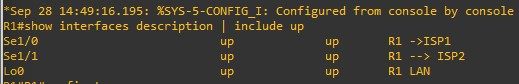 *Sep 28 14:49:16.195: %SYS-5-CONFIG_I: Configured from console by console
R1#show interfaces description | include up
Se1/0 up up R1 ->ISP1
Se1/1 up up R1 --> ISP2
Lo0 up up R1 LAN